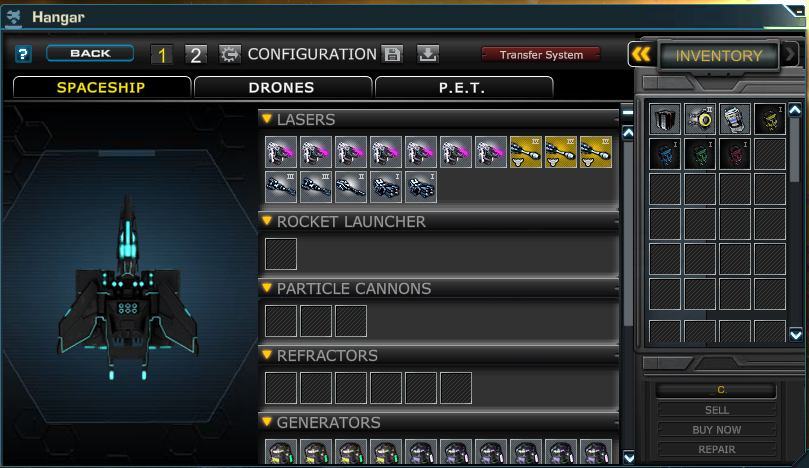 Hangar
? BACK 1 2 CONFIGURATION Transfer System INVENTORY
SPACESHIP DRONES P.E.T.
LASERS
ROCKET LAUNCHER
PARTICLE CANNONS
REFRACTORS
GENERATORS
_ C.
SELL
BUY NOW
REPAIR